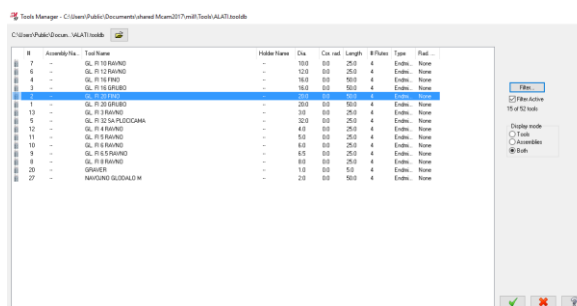 Tools Manager - C:\Users\Public\Documents\shared Mcam2017\mill\Tools\ALATI.tooldb
C:\Users\Public\Docum...\ALATI.tooldb
# Assembly Na... Tool Name Holder Name Dia. Cor. rad. Length # Flutes Type Rad. ...
7 -- GL. FI 10 RAVNO -- 10.0 0.0 25.0 4 Endmi... None
6 -- GL. FI 12 RAVNO -- 12.0 0.0 25.0 4 Endmi... None
4 -- GL. FI 16 FINO -- 16.0 0.0 50.0 4 Endmi... None
3 -- GL. FI 16 GRUBO -- 16.0 0.0 50.0 4 Endmi... None
2 -- GL. FI 20 FINO -- 20.0 0.0 50.0 4 Endmi... None
1 -- GL. FI 20 GRUBO -- 20.0 0.0 50.0 4 Endmi... None
13 -- GL. FI 3 RAVNO -- 3.0 0.0 25.0 4 Endmi... None
5 -- GL. FI 32 SA PLOCICAMA -- 32.0 0.0 25.0 4 Endmi... None
12 -- GL. FI 4 RAVNO -- 4.0 0.0 25.0 4 Endmi... None
11 -- GL. FI 5 RAVNO -- 5.0 0.0 25.0 4 Endmi... None
10 -- GL. FI 6 RAVNO -- 6.0 0.0 25.0 4 Endmi... None
9 -- GL. FI 6.5 RAVNO -- 6.5 0.0 25.0 4 Endmi... None
8 -- GL. FI 8 RAVNO -- 8.0 0.0 25.0 4 Endmi... None
20 -- GRAVER -- 1.0 0.0 5.0 4 Endmi... None
27 -- NAVOJNO GLODALO M -- 2.0 0.0 50.0 4 Endmi... None
Filter...
Filter Active
15 of 52 tools
Display mode
Tools
Assemblies
Both